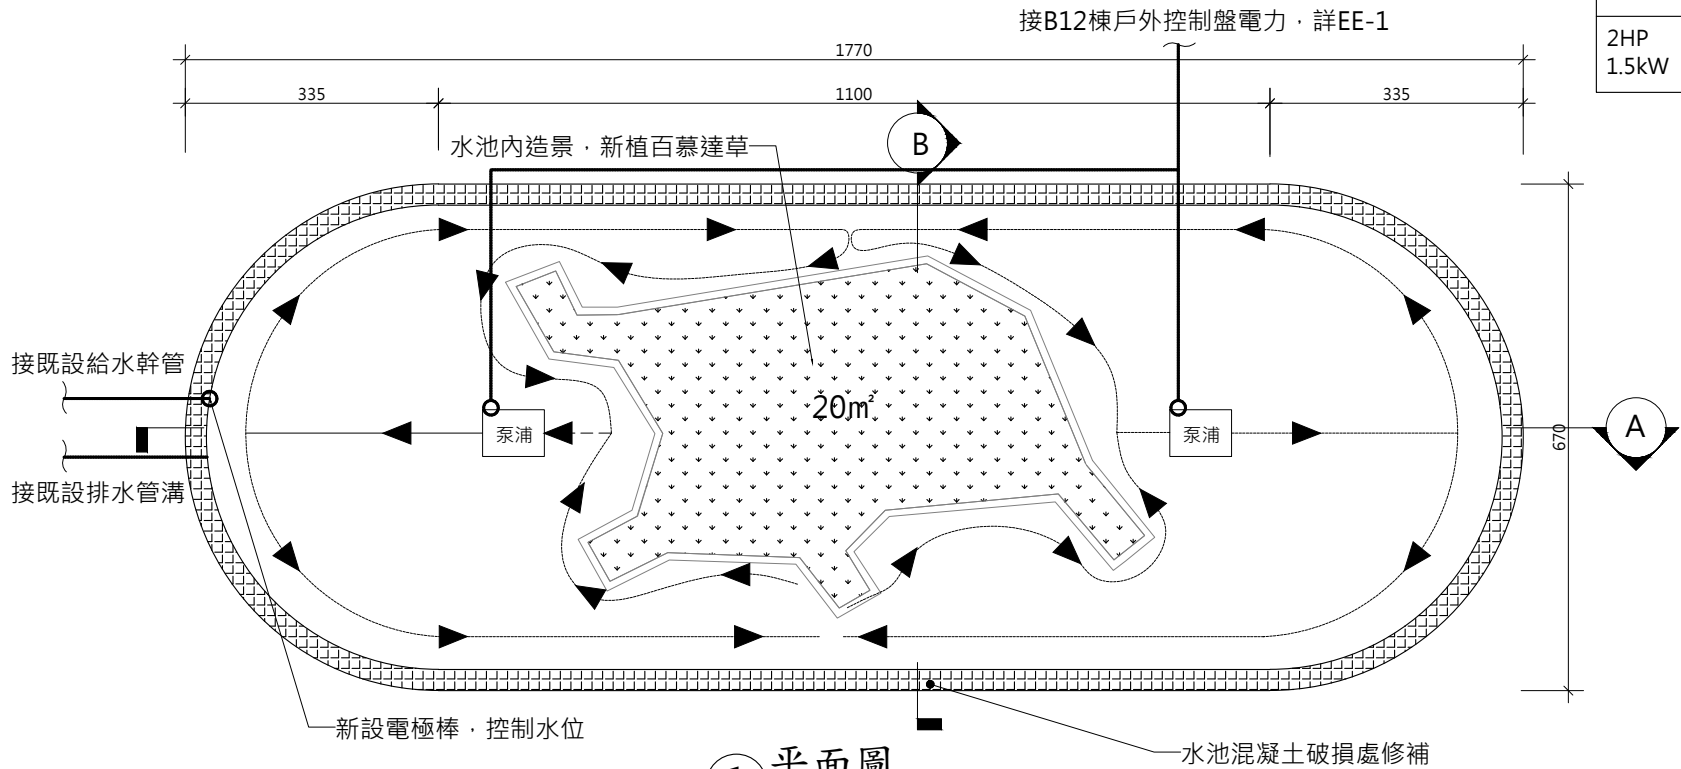 接B12棟戶外控制盤電力，詳EE-1
2HP
1.5kW
1770
335
1100
335
水池內造景，新植百慕達草
B
接既設給水幹管
20㎡
泵浦
泵浦
A
670
接既設排水管溝
新設電極棒，控制水位
平面圖
水池混凝土破損處修補